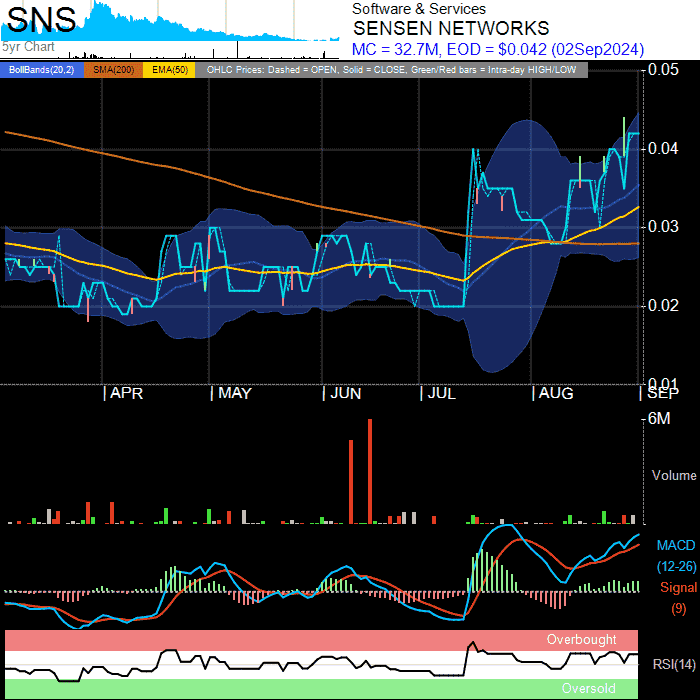 SNS
5yr Chart
Software & Services
SENSEN NETWORKS
MC = 32.7M, EOD = $0.042 (02Sep2024)
BollBands(20,2) SMA(200) EMA(50) OHLC Prices: Dashed = OPEN, Solid = CLOSE, Green/Red bars = Intra-day HIGH/LOW
0.05
0.04
0.03
0.02
0.01
APR MAY JUN JUL AUG SEP
6M
Volume
MACD
(12-26)
Signal
(9)
Overbought
RSI(14)
Oversold